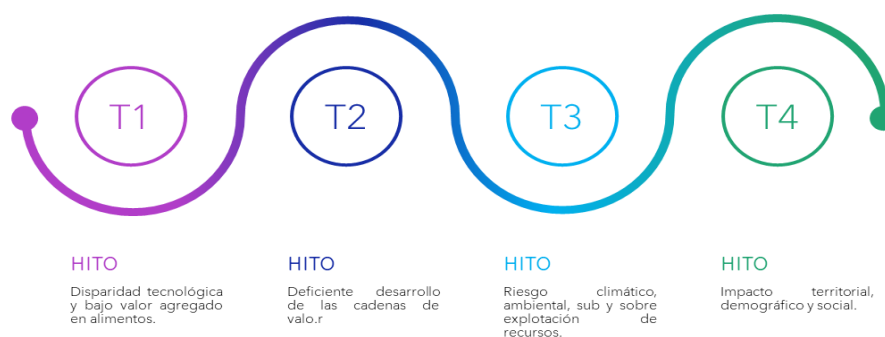 T1
T2
T3
T4
HITO
Disparidad tecnológica
y bajo valor agregado
en alimentos.
HITO
Deficiente desarrollo
de las cadenas de
valo.r
HITO
Riesgo climático,
ambiental, sub y sobre
explotación de
recursos.
HITO
Impacto territorial,
demográfico y social.